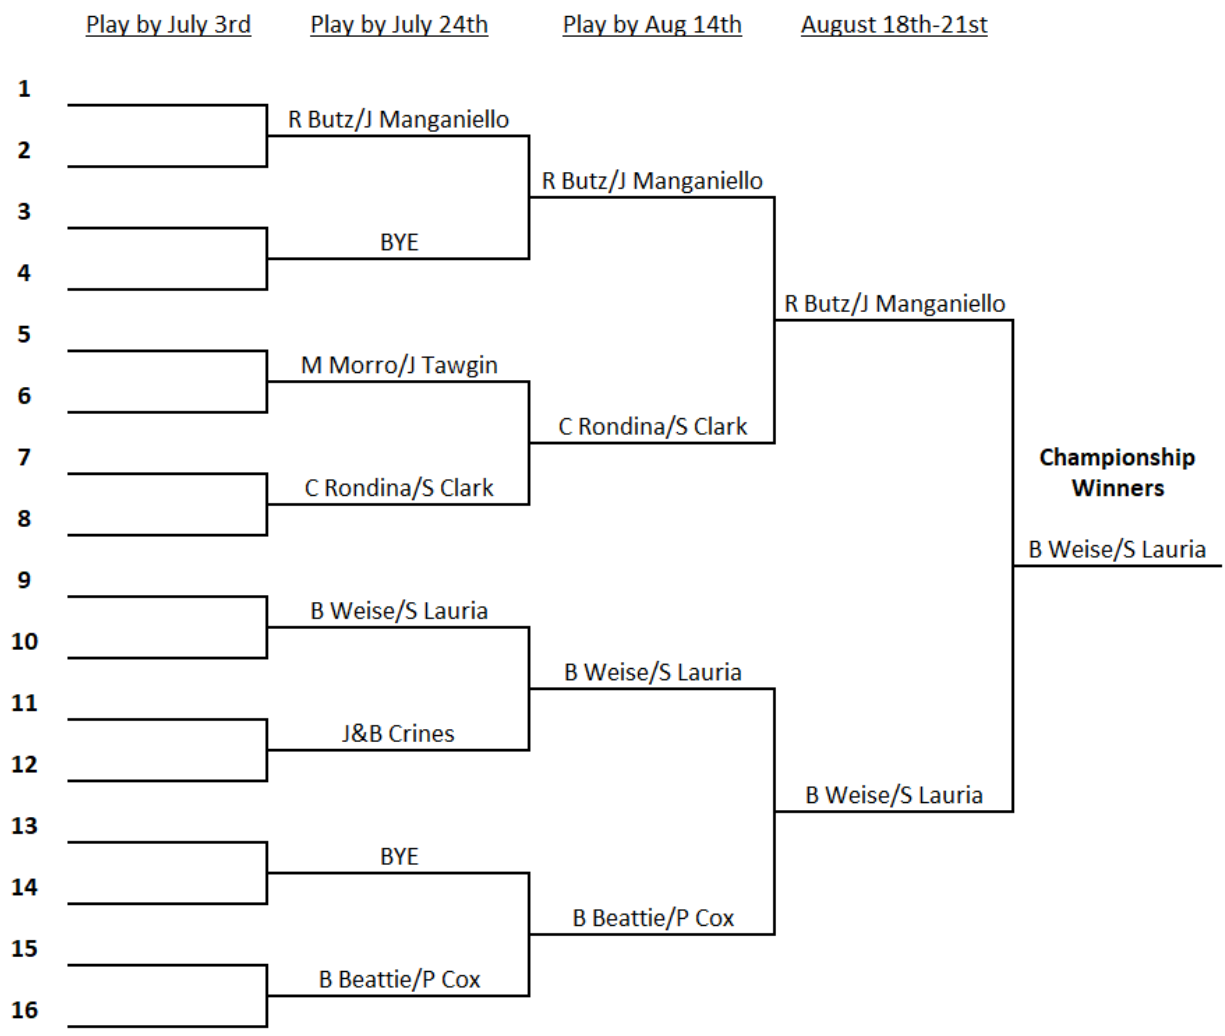 Play by July 3rd Play by July 24th Play by Aug 14th August 18th-21st
1
R Butz/J Manganiello
2
R Butz/J Manganiello
3
BYE
4
R Butz/J Manganiello
5
M Morro/J Tawgin
6
C Rondina/S Clark
7
Championship
Winners
C Rondina/S Clark
8
B Weise/S Lauria
9
B Weise/S Lauria
10
B Weise/S Lauria
11
J&B Crines
12
B Weise/S Lauria
13
BYE
14
B Beattie/P Cox
15
B Beattie/P Cox
16